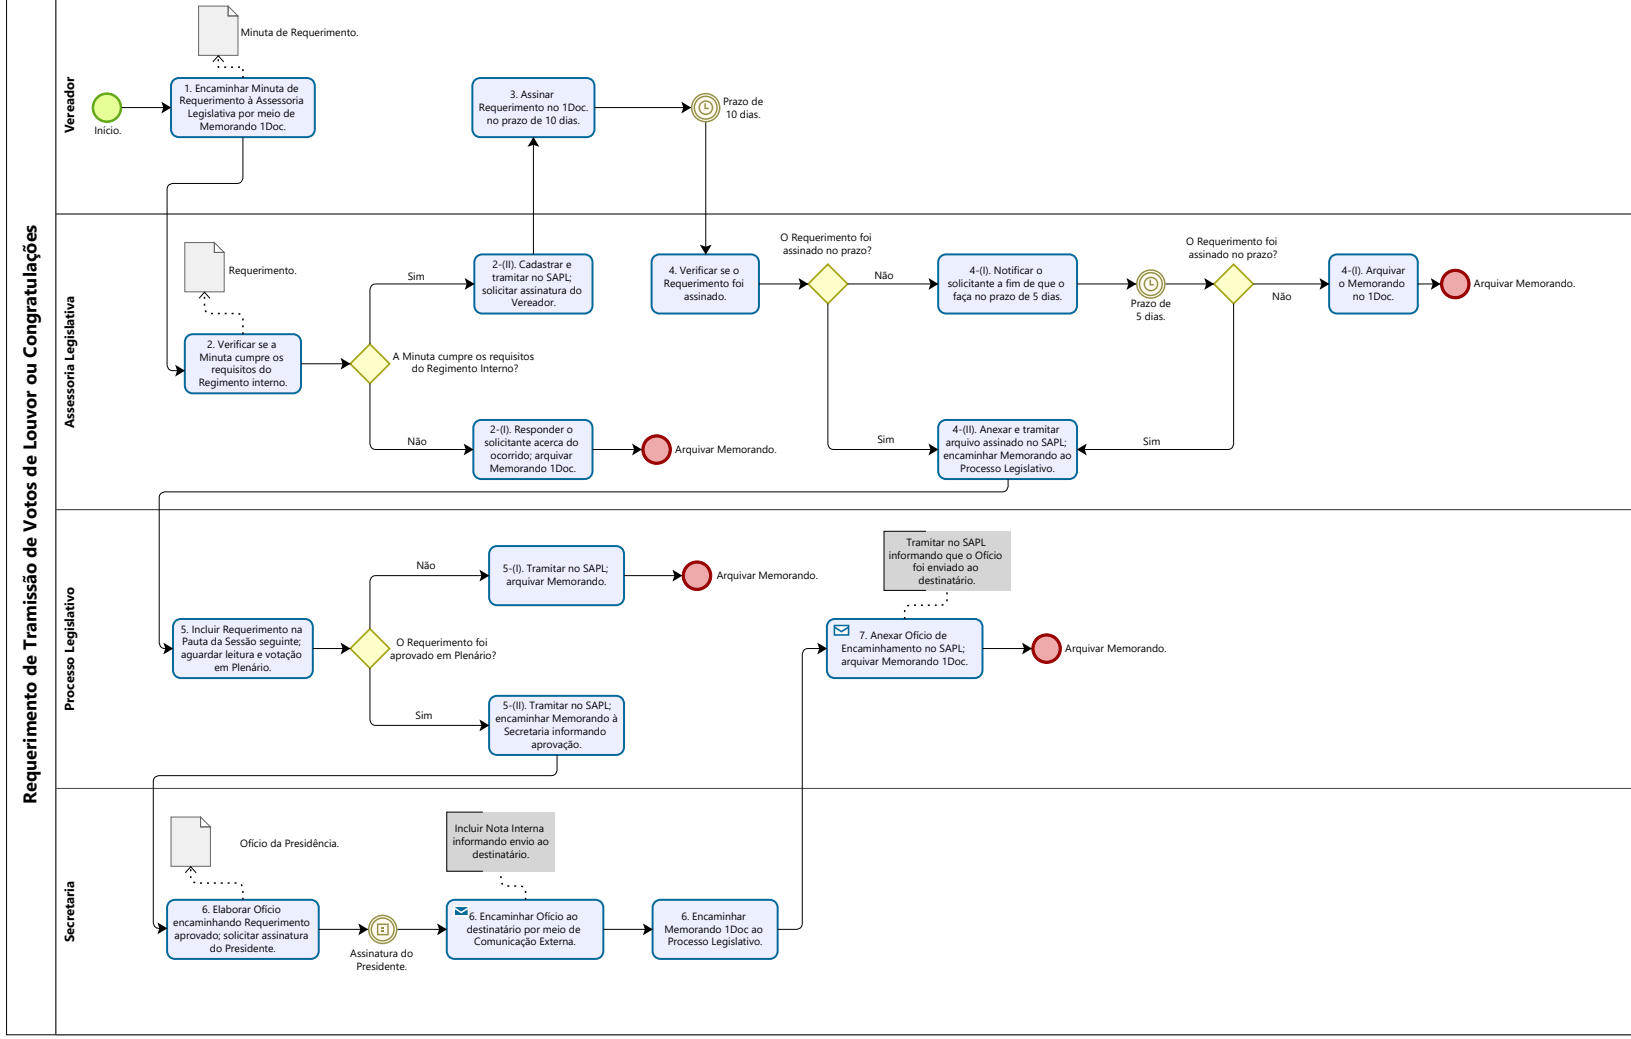 Requerimento de Tramissão de Votos de Louvor ou Congratulações
Vereador
Minuta de Requerimento.
Início.
1. Encaminhar Minuta de
Requerimento à Assessoria
Legislativa por meio de
Memorando 1Doc.
3. Assinar
Requerimento no 1Doc.
no prazo de 10 dias.
Prazo de
10 dias.
Assessoria Legislativa
Requerimento.
2. Verificar se a
Minuta cumpre os
requisitos do
Regimento interno.
A Minuta cumpre os requisitos
do Regimento Interno?
Sim
2-(II). Cadastrar e
tramitar no SAPL;
solicitar assinatura do
Vereador.
Não
2-(I). Responder o
solicitante acerca do
ocorrido; arquivar
Memorando 1Doc.
Arquivar Memorando.
4. Verificar se o
Requerimento foi
assinado.
O Requerimento foi
assinado no prazo?
Não
4-(I). Notificar o
solicitante a fim de que o
faça no prazo de 5 dias.
Prazo de
5 dias.
O Requerimento foi
assinado no prazo?
Não
4-(I). Arquivar
o Memorando
no 1Doc.
Arquivar Memorando.
Sim
4-(II). Anexar e tramitar
arquivo assinado no SAPL;
encaminhar Memorando ao
Processo Legislativo.
Sim
Processo Legislativo
5. Incluir Requerimento na
Pauta da Sessão seguinte;
aguardar leitura e votação
em Plenário.
O Requerimento foi
aprovado em Plenário?
Não
5-(I). Tramitar no SAPL;
arquivar Memorando.
Arquivar Memorando.
Sim
5-(II). Tramitar no SAPL;
encaminhar Memorando à
Secretaria informando
aprovação.
Tramitar no SAPL
informando que o Ofício
foi enviado ao
destinatário.
7. Anexar Ofício de
Encaminhamento no SAPL;
arquivar Memorando 1Doc.
Arquivar Memorando.
Secretaria
Ofício da Presidência.
6. Elaborar Ofício
encaminhando Requerimento
aprovado; solicitar assinatura
do Presidente.
Assinatura do
Presidente.
Incluir Nota Interna
informando envio ao
destinatário.
6. Encaminhar Ofício ao
destinatário por meio de
Comunicação Externa.
6. Encaminhar
Memorando 1Doc ao
Processo Legislativo.